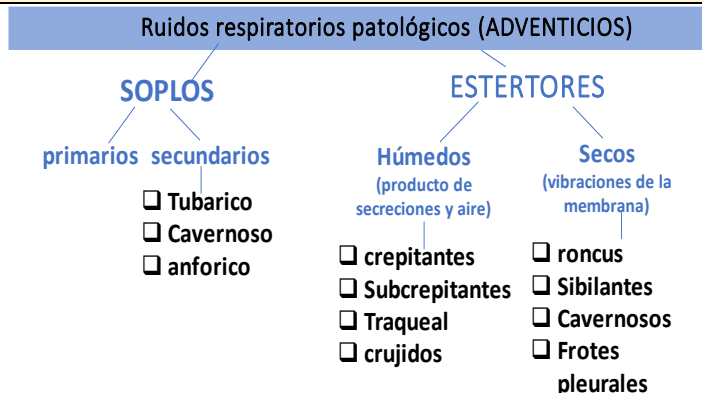 Ruidos respiratorios patológicos (ADVENTICIOS)
SOPLOS
primarios secundarios
❑ Tubarico
❑ Cavernoso
❑ anforico
ESTERTORES
Húmedos
(producto de
secreciones y aire)
❑ crepitantes
❑ Subcrepitantes
❑ Traqueal
❑ crujidos
Secos
(vibraciones de la
membrana)
❑ roncus
❑ Sibilantes
❑ Cavernosos
❑ Frotes
pleurales